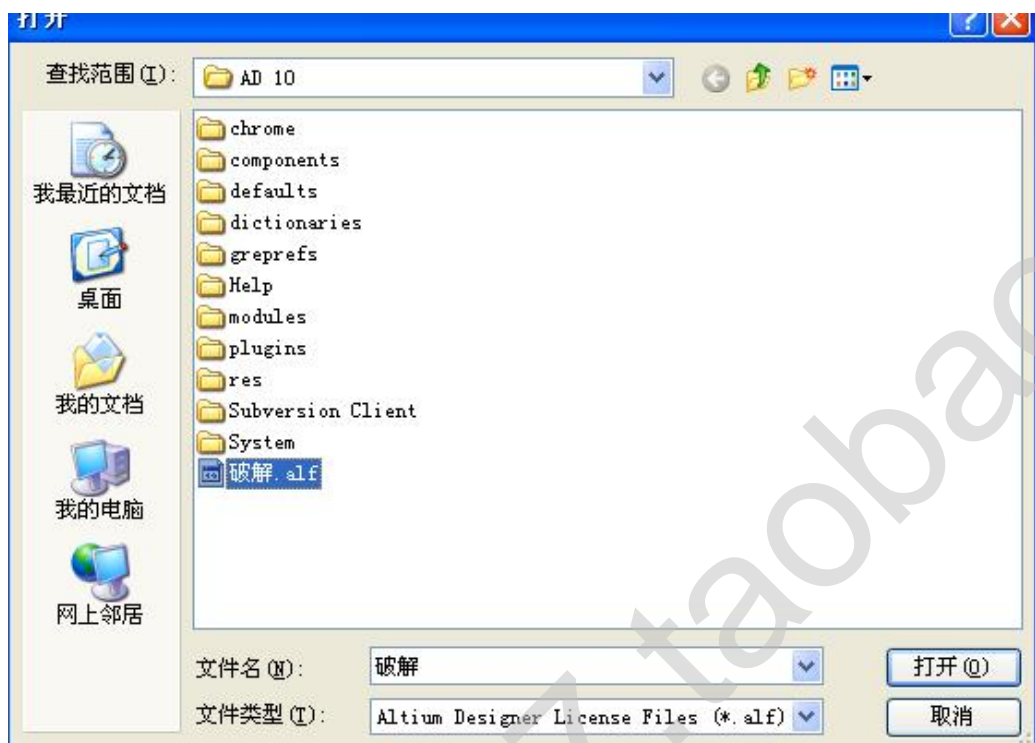 打开
查找范围(I):
AD 10
我最近的文档
桌面
我的文档
我的电脑
网上邻居
chrome
components
defaults
dictionaries
greprefs
Help
modules
plugins
res
Subversion Client
System
破解.alf
文件名(N):
破解
打开(O)
文件类型(T):
Altium Designer License Files (*.alf)
取消
z.taobao